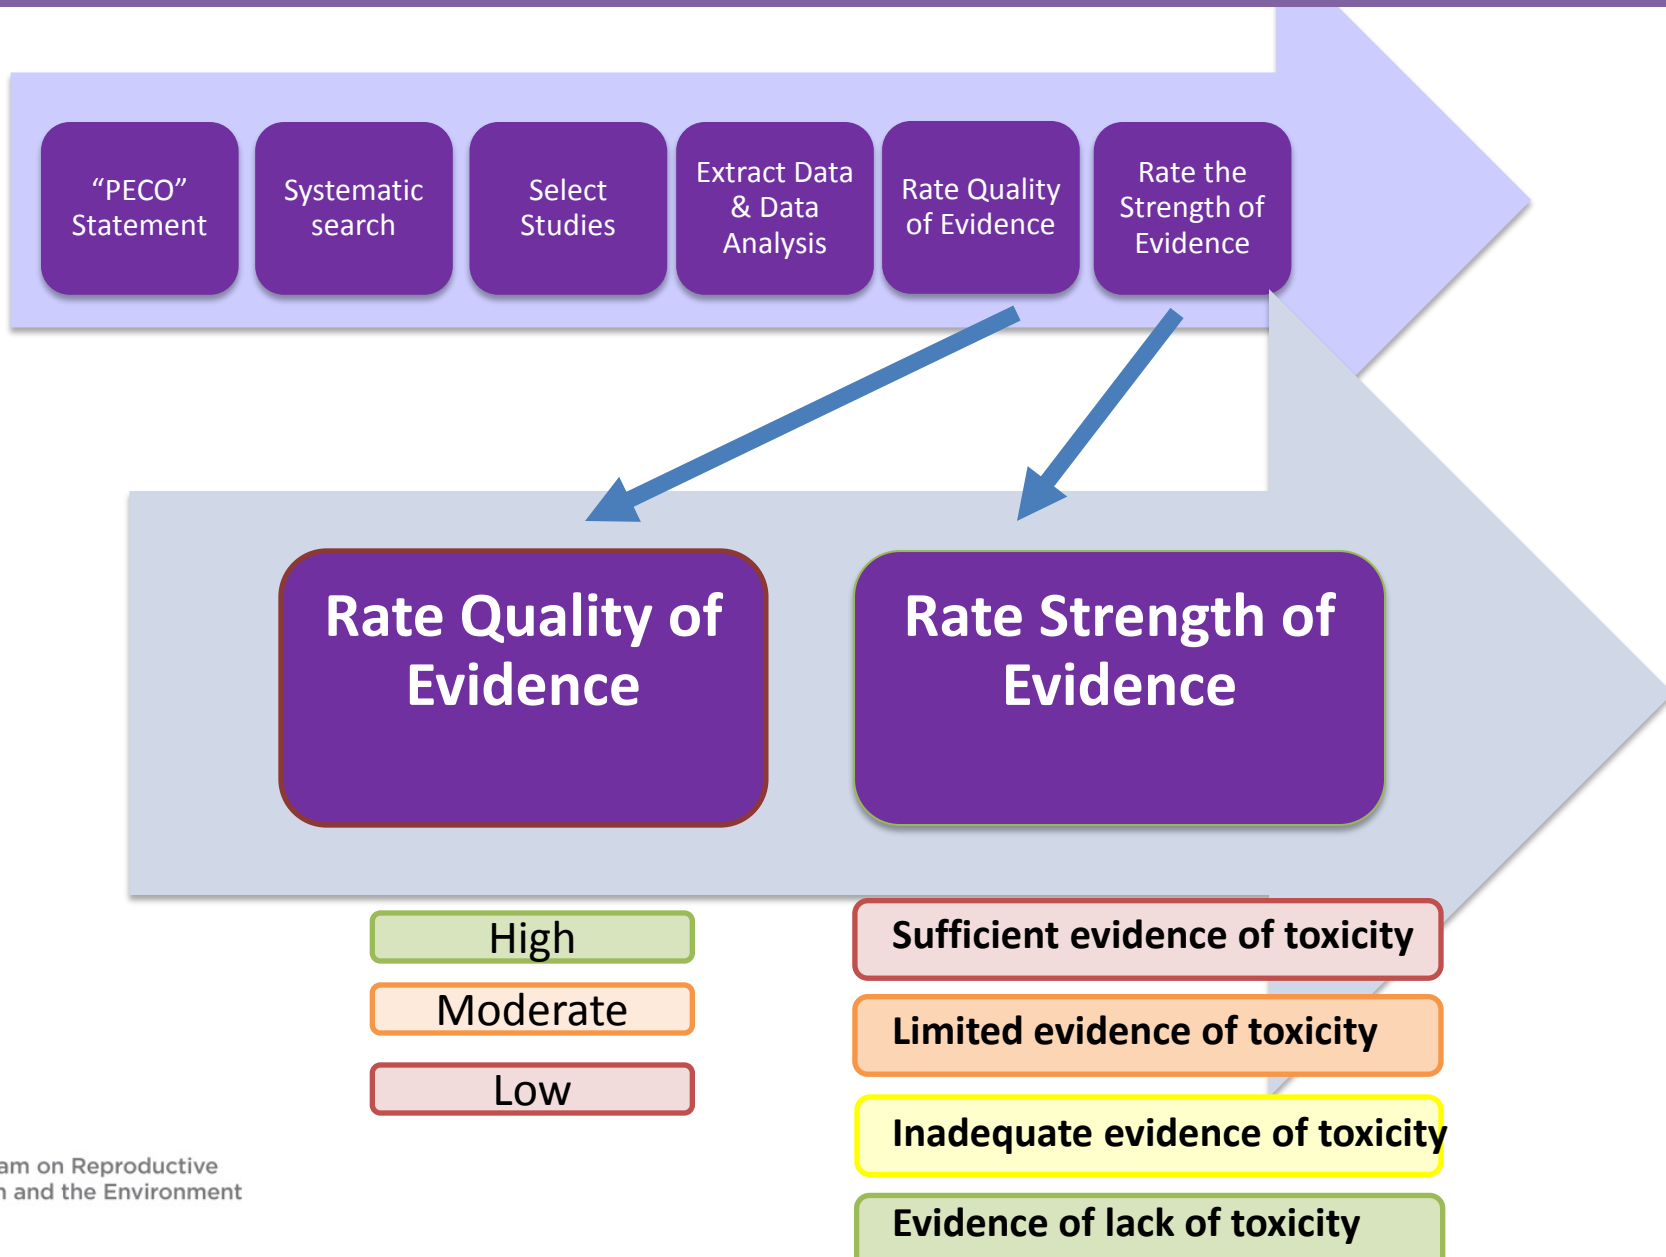 “PECO”
Statement
Systematic
search
Select
Studies
Extract Data
& Data
Analysis
Rate Quality
of Evidence
Rate the
Strength of
Evidence
Rate Quality of
Evidence
Rate Strength of
Evidence
High
Moderate
Low
Sufficient evidence of toxicity
Limited evidence of toxicity
Inadequate evidence of toxicity
Evidence of lack of toxicity
on Reproductive
and the Environment